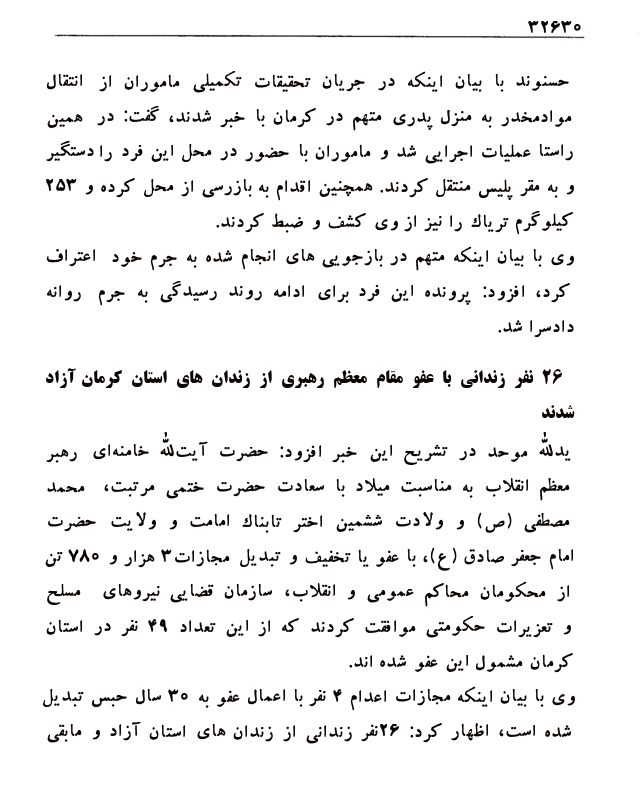 ۳۲۶۳۰
حسنوند با بیان اینکه در جریان تحقیقات تکمیلی ماموران از انتقال
موادمخدر به منزل پدری متهم در کرمان با خبر شدند، گفت: در همین
راستا عملیات اجرایی شد و ماموران با حضور در محل این فرد را دستگیر
و به مقر پلیس منتقل کردند. همچنین اقدام به بازرسی از محل کرده و ۲۵۳
کیلوگرم تریاك را نیز از وی کشف و ضبط کردند.
وی با بیان اینکه متهم در بازجویی های انجام شده به جرم خود اعتراف
کرد، افزود: پرونده این فرد برای ادامه روند رسیدگی به جرم روانه
دادسرا شد.
۲۶ نفر زندانی با عفو مقام معظم رهبری از زندان های استان کرمان آزاد
شدند
یدالله موحد در تشریح این خبر افزود: حضرت آیت‌الله خامنه‌ای رهبر
معظم انقلاب به مناسبت میلاد با سعادت حضرت ختمی مرتبت، محمد
مصطفی (ص) و ولادت ششمین اختر تابناك امامت و ولایت حضرت
امام جعفر صادق (ع)، با عفو یا تخفیف و تبدیل مجازات۳ هزار و ۷۸۰ تن
از محکومان محاکم عمومی و انقلاب، سازمان قضایی نیروهای مسلح
و تعزیرات حکومتی موافقت کردند که از این تعداد ۴۹ نفر در استان
کرمان مشمول این عفو شده اند.
وی با بیان اینکه مجازات اعدام ۴ نفر با اعمال عفو به ۳۰ سال حبس تبدیل
شده است، اظهار کرد: ۲۶نفر زندانی از زندان های استان آزاد و مابقی